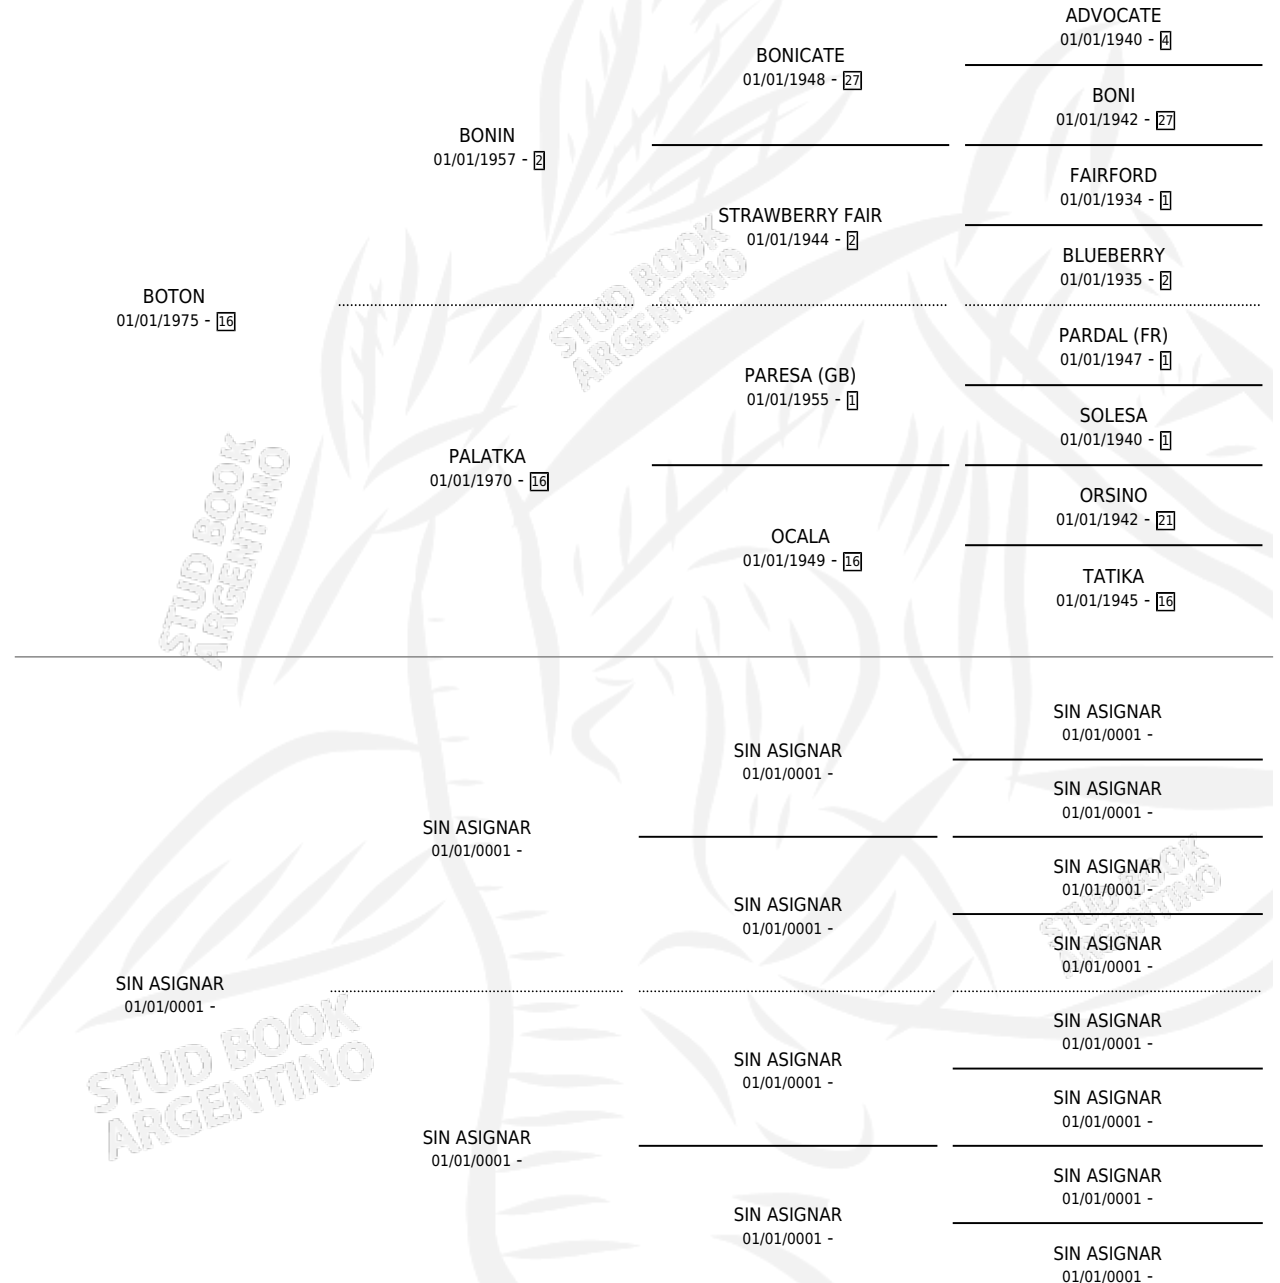 ADVOCATE
01/01/1940 - 4
BONICATE
01/01/1948 - 27
BONI
01/01/1942 - 27
BONIN
01/01/1957 - 2
FAIRFORD
01/01/1934 - 1
STRAWBERRY FAIR
01/01/1944 - 2
BLUEBERRY
01/01/1935 - 2
STUD BOOK
ARGENTINO
BOTON
01/01/1975 - 16
PARDAL (FR)
01/01/1947 - 1
PARESA (GB)
01/01/1955 - 1
SOLESA
01/01/1940 - 1
PALATKA
01/01/1970 - 16
ORSINO
01/01/1942 - 21
OCALA
01/01/1949 - 16
TATIKA
01/01/1945 - 16
STUD BOOK
ARGENTINO
SIN ASIGNAR
01/01/0001 -
SIN ASIGNAR
01/01/0001 -
SIN ASIGNAR
01/01/0001 -
SIN ASIGNAR
01/01/0001 -
SIN ASIGNAR
01/01/0001 -
SIN ASIGNAR
01/01/0001 -
SIN ASIGNAR
01/01/0001 -
STUD BOOK
ARGENTINO
SIN ASIGNAR
01/01/0001 -
SIN ASIGNAR
01/01/0001 -
SIN ASIGNAR
01/01/0001 -
SIN ASIGNAR
01/01/0001 -
STUD BOOK
ARGENTINO
SIN ASIGNAR
01/01/0001 -
SIN ASIGNAR
01/01/0001 -
SIN ASIGNAR
01/01/0001 -
SIN ASIGNAR
01/01/0001 -